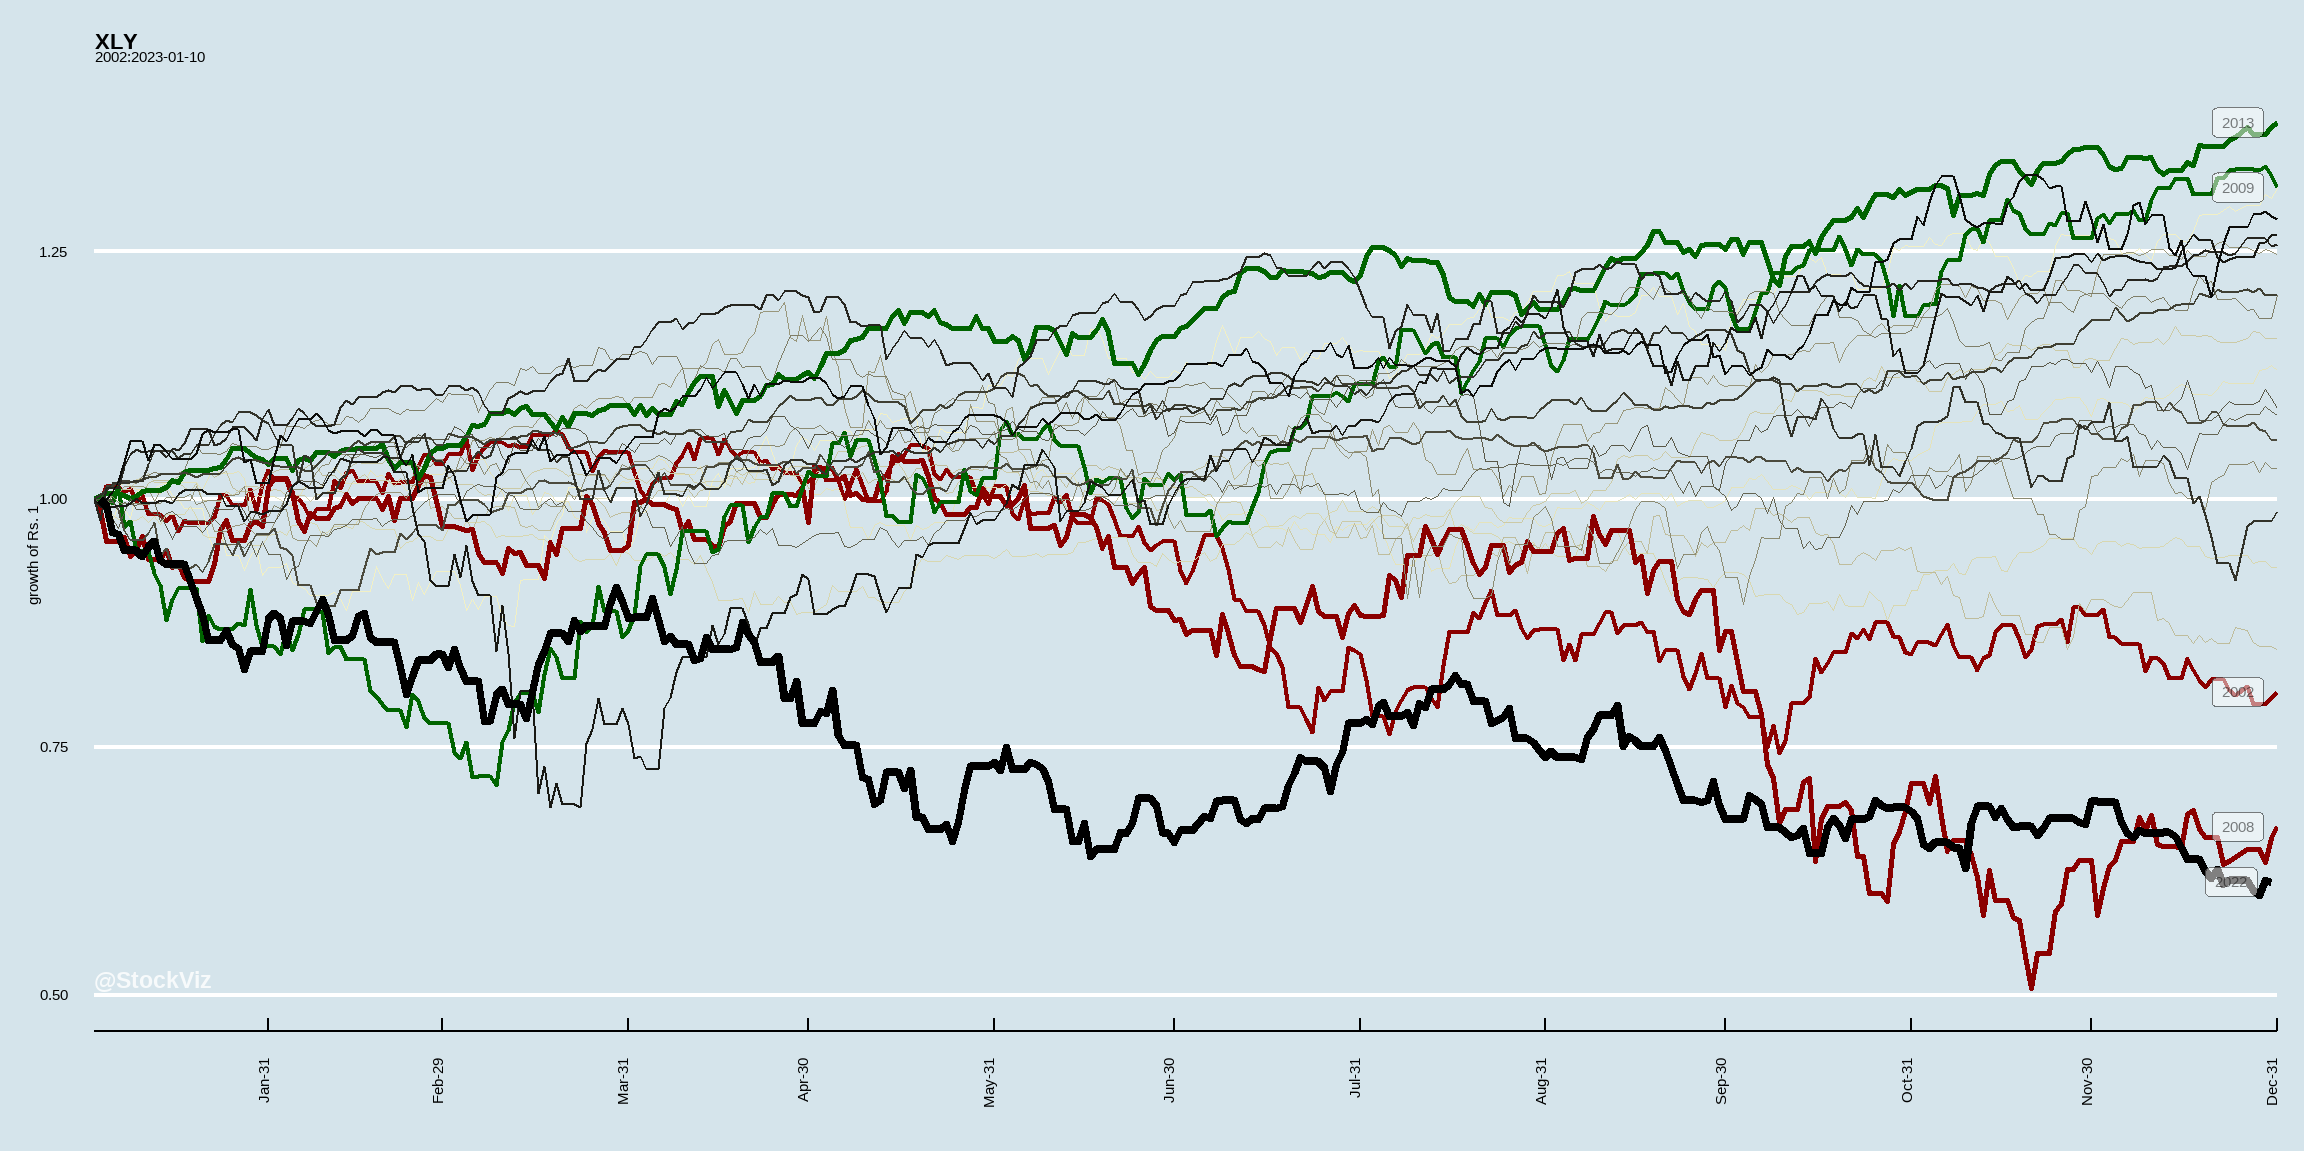 XLY
2002:2023-01-10
2013
2009
1.25
1.00
growth of Rs. 1
2002
0.75
2008
2022
@StockViz
0.50
Jan-31
Feb-29
Mar-31
Apr-30
May-31
Jun-30
Jul-31
Aug-31
Sep-30
Oct-31
Nov-30
Dec-31